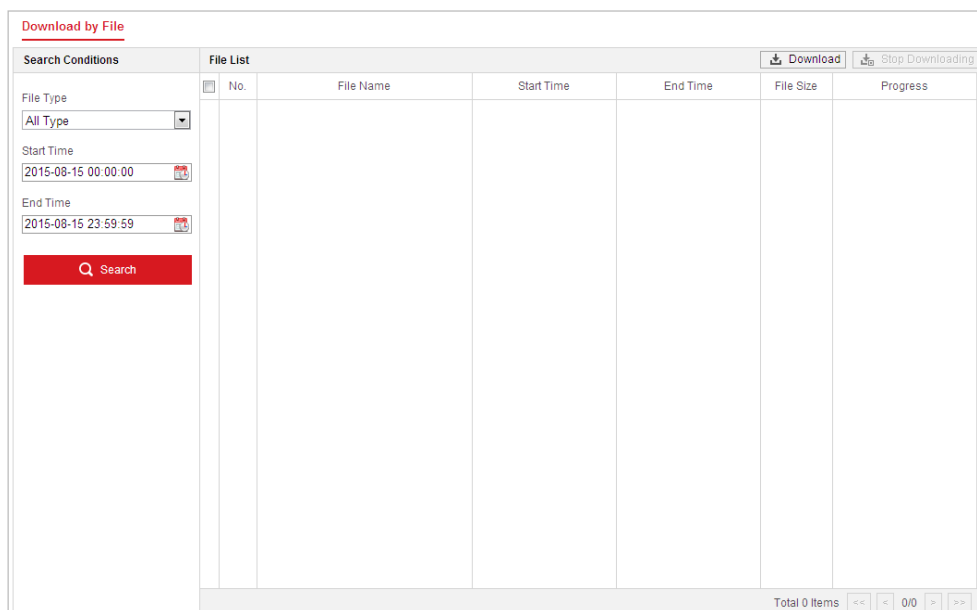 Download by File
Search Conditions
File List
Download
Stop Downloading
No.
File Name
Start Time
End Time
File Size
Progress
File Type
All Type
Start Time
2015-08-15 00:00:00
End Time
2015-08-15 23:59:59
Search
Total 0 Items << < 0/0 > >>